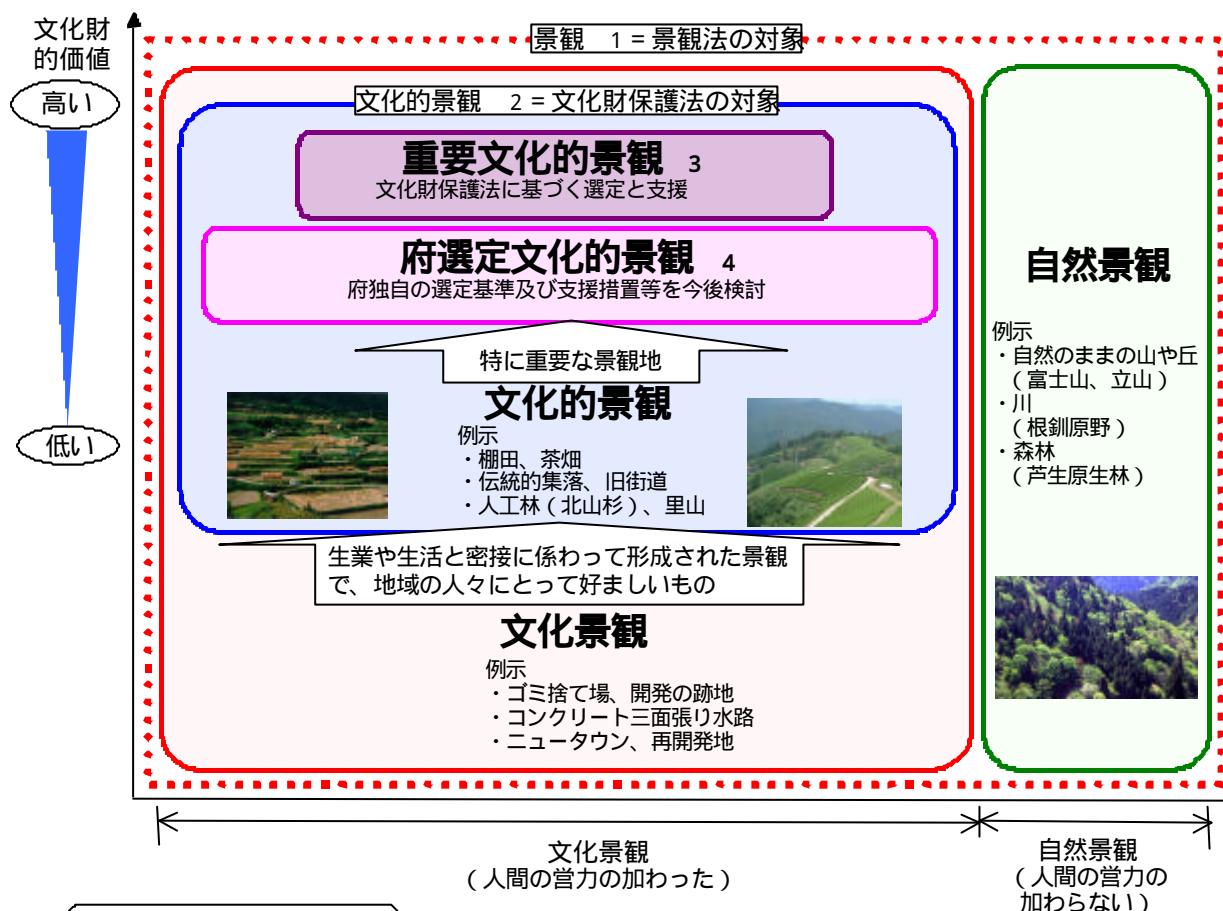 文化財
的価値
高い
低い
景観 1 = 景観法の対象
文化的景観 2 = 文化財保護法の対象
重要文化的景観 3
文化財保護法に基づく選定と支援
府選定文化的景観 4
府独自の選定基準及び支援措置等を今後検討
特に重要な景観地
文化的景観
例示
・棚田、茶畑
・伝統的集落、旧街道
・人工林（北山杉）、里山
生業や生活と密接に係わって形成された景観
で、地域の人々にとって好ましいもの
文化景観
例示
・ゴミ捨て場、開発の跡地
・コンクリート三面張り水路
・ニュータウン、再開発地
自然景観
例示
・自然のままの山や丘
（富士山、立山）
・川
（根釧原野）
・森林
（芦生原生林）
文化景観
（人間の営力の加わった）
自然景観
（人間の営力の
加わらない）